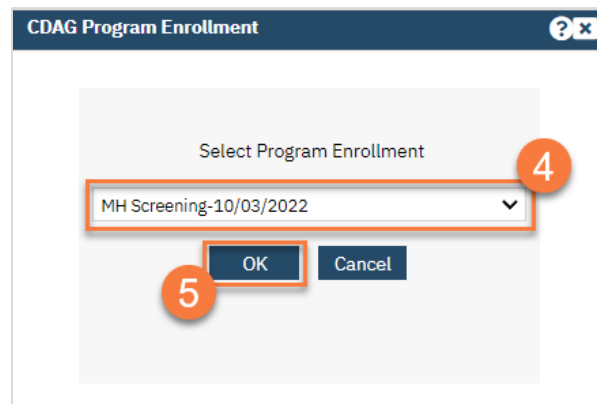 CDAG Program Enrollment ?
Select Program Enrollment
4
MH Screening-10/03/2022
OK Cancel
5